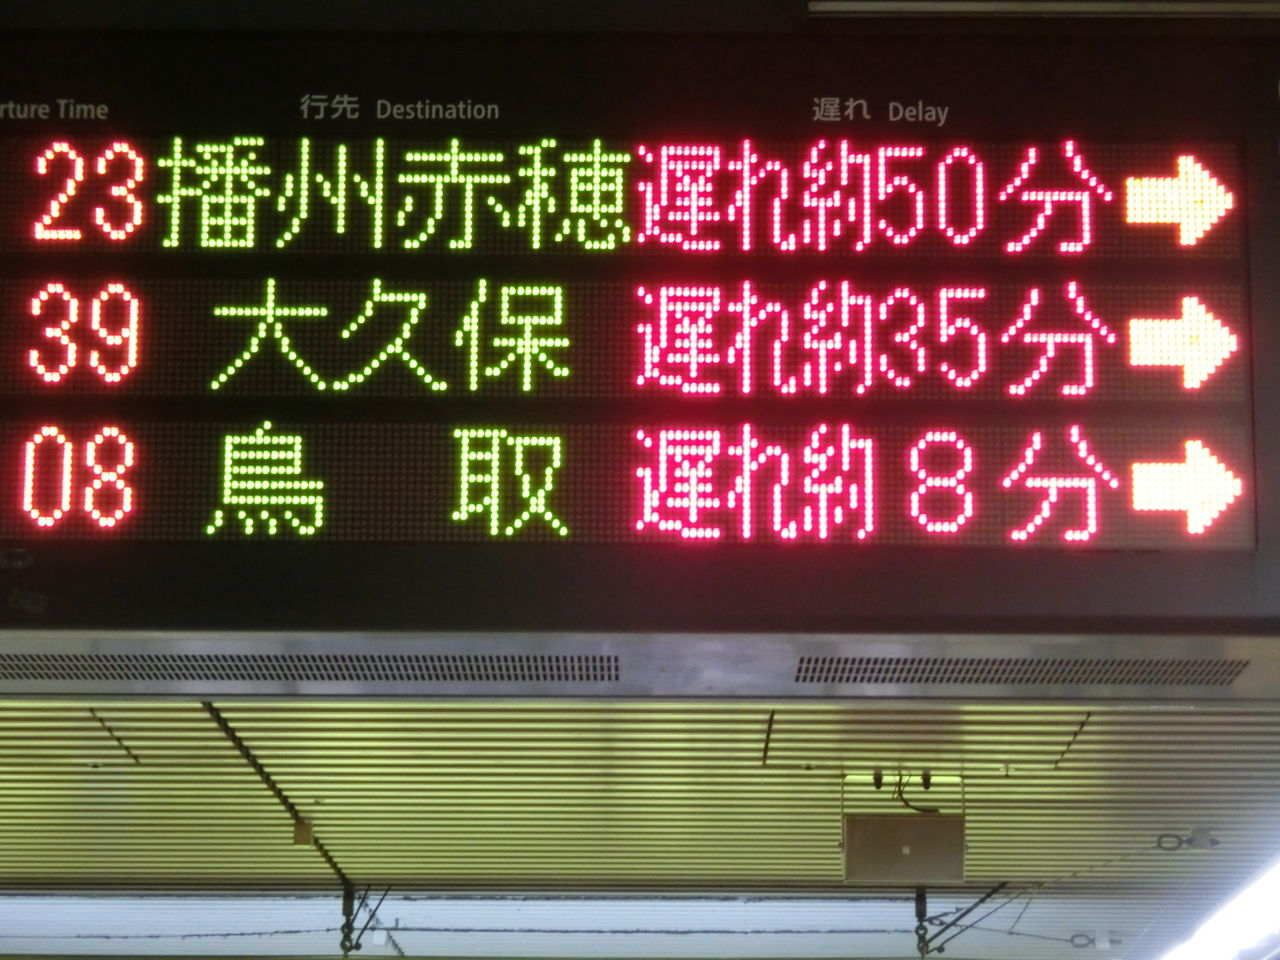 rture Time 行先 Destination 遅れ Delay
23 播州赤穂 遅れ約50分 →
39 大久保 遅れ約35分 →
08 鳥取 遅れ約8分 →